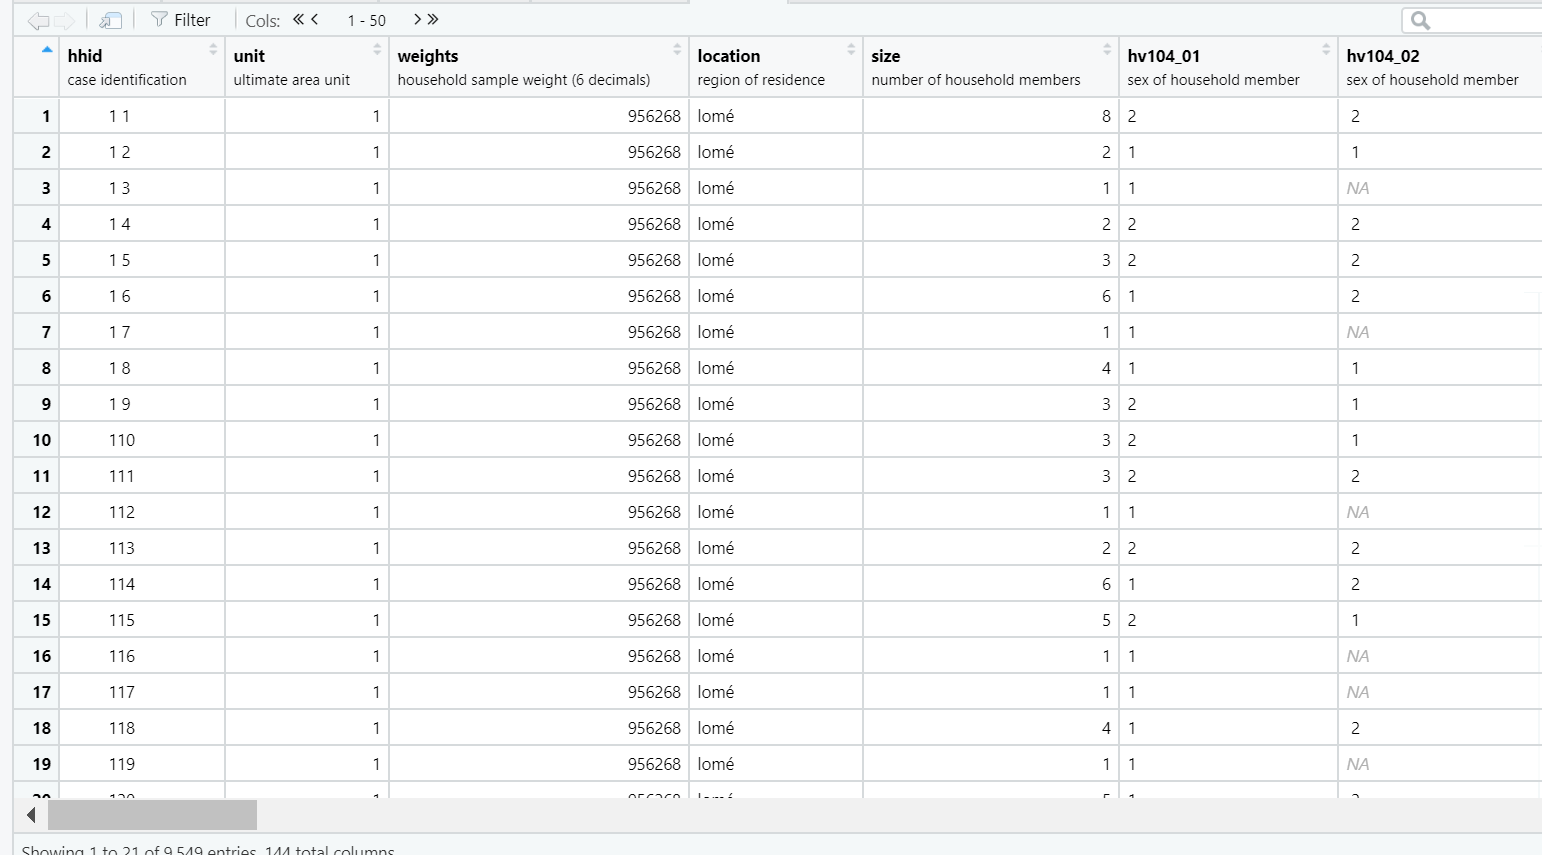 Filter Cols: 1 - 50
hhid unit weights location size hv104_01 hv104_02
case identification ultimate area unit household sample weight (6 decimals) region of residence number of household members sex of household member sex of household member
1 1 1 1 956268 lomé 8 2 2
2 1 2 1 956268 lomé 2 1 1
3 1 3 1 956268 lomé 1 1 NA
4 1 4 1 956268 lomé 2 2 2
5 1 5 1 956268 lomé 3 2 2
6 1 6 1 956268 lomé 6 1 2
7 1 7 1 956268 lomé 1 1 NA
8 1 8 1 956268 lomé 4 1 1
9 1 9 1 956268 lomé 3 2 1
10 110 1 956268 lomé 3 2 1
11 111 1 956268 lomé 3 2 2
12 112 1 956268 lomé 1 1 NA
13 113 1 956268 lomé 2 2 2
14 114 1 956268 lomé 6 1 2
15 115 1 956268 lomé 5 2 1
16 116 1 956268 lomé 1 1 NA
17 117 1 956268 lomé 1 1 NA
18 118 1 956268 lomé 4 1 2
19 119 1 956268 lomé 1 1 NA
20 120 1 956268 lomé 5 1 2
Showing 1 to 21 of 9,549 entries, 144 total columns